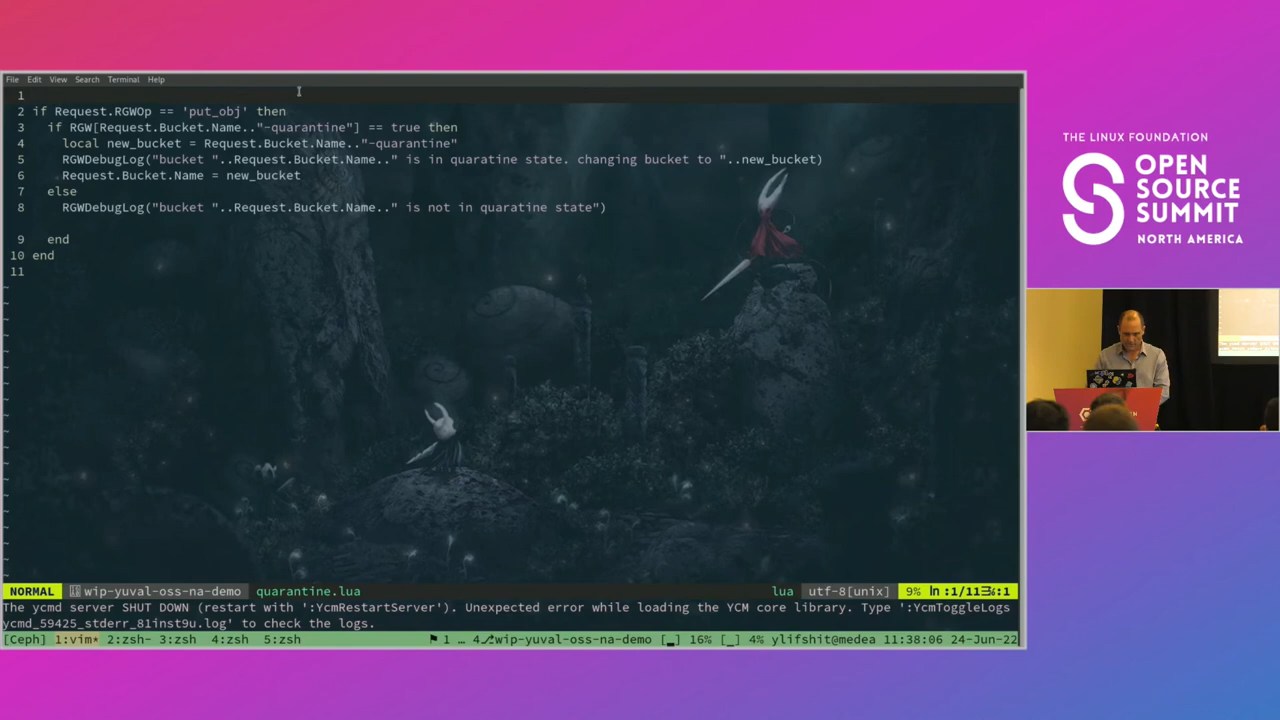 File Edit View Search Terminal Help
1
2 if Request.RGWOp == 'put_obj' then
3 if RGW[Request.Bucket.Name.."-quarantine"] == true then
4 local new_bucket = Request.Bucket.Name.."-quarantine"
5 RGWDebugLog("bucket "..Request.Bucket.Name.." is in quaratine state. changing bucket to "..new_bucket)
6 Request.Bucket.Name = new_bucket
7 else
8 RGWDebugLog("bucket "..Request.Bucket.Name.." is not in quaratine state")
9 end
10 end
11
NORMAL wip-yuval-oss-na-demo quarantine.lua lua utf-8[unix] 9% ln :1/11 :1
The ycmd server SHUT DOWN (restart with ':YcmRestartServer'). Unexpected error while loading the YCM core library. Type ':YcmToggleLogs
ycmd_59425_stderr_81inst9u.log' to check the logs.
[Ceph] 1:vim* 2:zsh- 3:zsh 4:zsh 5:zsh 1 … 4 wip-yuval-oss-na-demo [▂] 16% [_] 4% ylifshit@medea 11:38:06 24-Jun-22
THE LINUX FOUNDATION
OPEN
SOURCE
SUMMIT
NORTH AMERICA